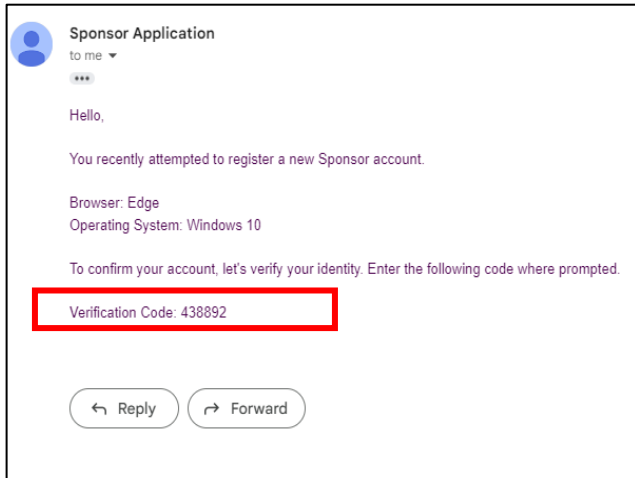 Sponsor Application
to me
Hello,
You recently attempted to register a new Sponsor account.
Browser: Edge
Operating System: Windows 10
To confirm your account, let's verify your identity. Enter the following code where prompted.
Verification Code: 438892
Reply Forward